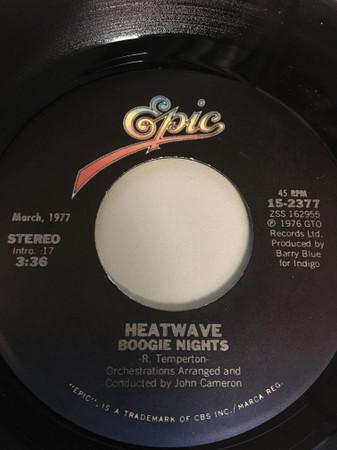 Epic
March, 1977
STEREO
Intro. :17
3:36
45 RPM
15-2377
ZSS 162955
℗ 1976 GTO
Records Ltd.
Produced by
Barry Blue
for Indigo
HEATWAVE
BOOGIE NIGHTS
-R. Temperton-
Orchestrations Arranged and
Conducted by John Cameron
"EPIC", IS A TRADEMARK OF CBS INC./MARCA REG.